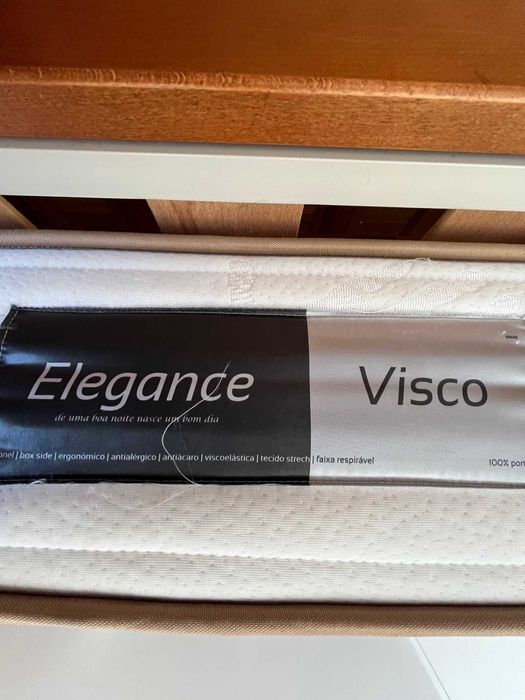 Elegance
de uma boa noite nasce um bom dia
| box side | ergonómico | antialérgico | antiácaro | viscoelástica | tecido strech | faixa respirável
Visco
100%